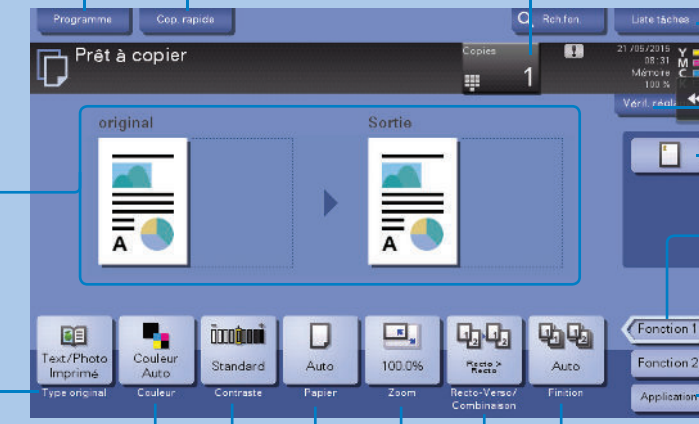 Programme
Cop. rapide
Rch.fon.
Liste tâches
Prêt à copier
Copies
1
21/05/2015
08:31
Mémoire
100 %
Y
M
C
K
Vérif. régla
original
Sortie
A
A
Text/Photo
Imprimé
Couleur
Auto
Standard
Auto
100.0%
Recto >
Recto
Auto
Type original
Couleur
Contraste
Papier
Zoom
Recto-Verso/
Combinaison
Finition
Fonction 1
Fonction 2
Application